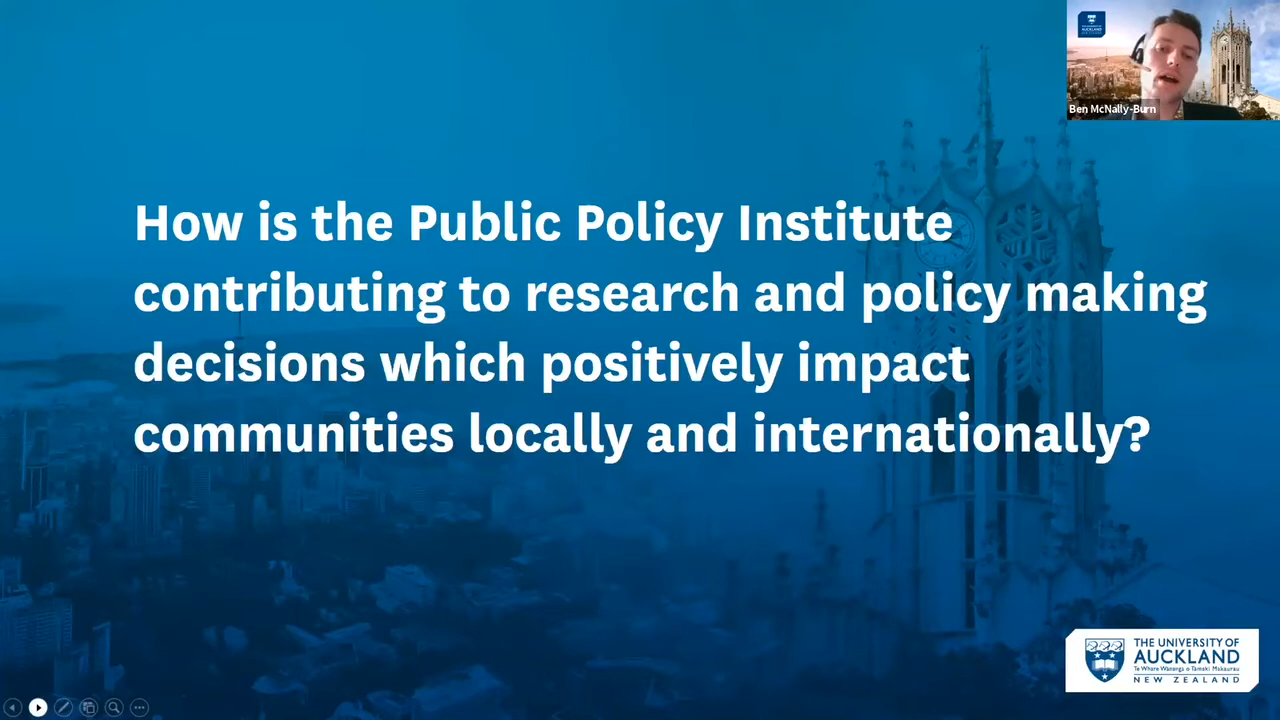 AUCKLAND
Ben McNally-Burn
How is the Public Policy Institute
contributing to research and policy making
decisions which positively impact
communities locally and internationally?
THE UNIVERSITY OF
AUCKLAND
Te Whare Wānanga o Tāmaki Makaurau
NEW ZEALAND